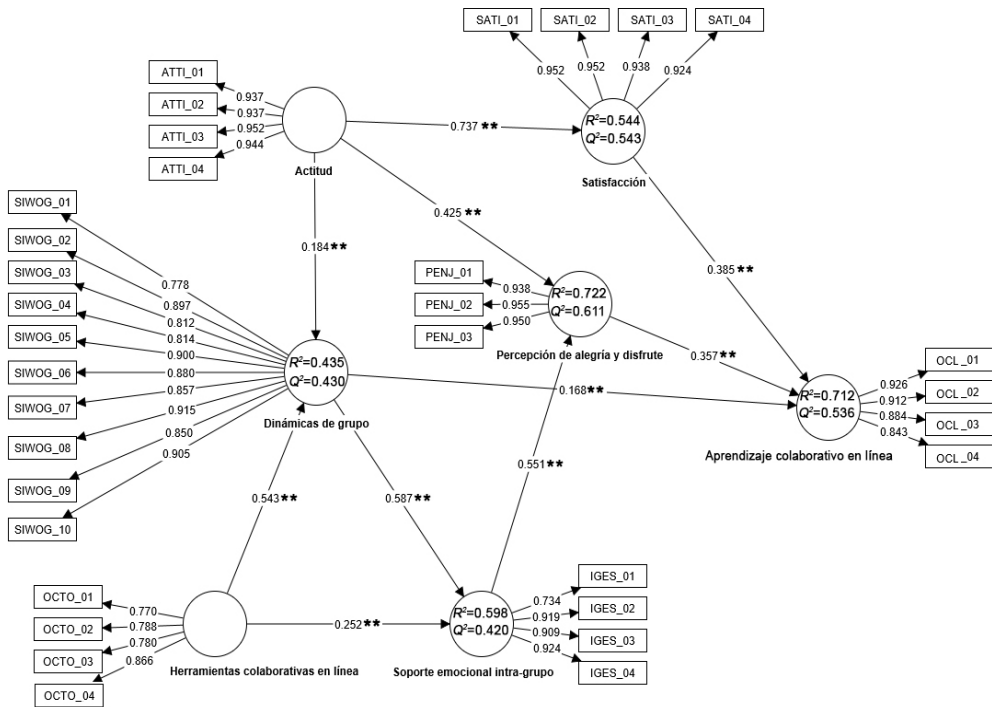 SATI_01
SATI_02
SATI_03
SATI_04
0.952
0.952
0.938
0.924
ATTI_01
ATTI_02
ATTI_03
ATTI_04
0.937
0.937
0.952
0.944
Actitud
0.737 **
R²=0.544
Q²=0.543
Satisfacción
SIWOG_01
SIWOG_02
SIWOG_03
SIWOG_04
SIWOG_05
SIWOG_06
SIWOG_07
SIWOG_08
SIWOG_09
SIWOG_10
0.778
0.897
0.812
0.814
0.900
0.880
0.857
0.915
0.850
0.905
0.184 **
0.425 **
0.385 **
PENJ_01
PENJ_02
PENJ_03
0.938
0.955
0.950
R²=0.722
Q²=0.611
Percepción de alegría y disfrute
R²=0.435
Q²=0.430
Dinámicas de grupo
0.357 **
0.168 **
R²=0.712
Q²=0.536
Aprendizaje colaborativo en línea
0.926
0.912
0.884
0.843
OCL_01
OCL_02
OCL_03
OCL_04
0.543 **
0.587 **
0.551 **
OCTO_01
OCTO_02
OCTO_03
OCTO_04
0.770
0.788
0.780
0.866
Herramientas colaborativas en línea
0.252 **
R²=0.598
Q²=0.420
Soporte emocional intra-grupo
0.734
0.919
0.909
0.924
IGES_01
IGES_02
IGES_03
IGES_04